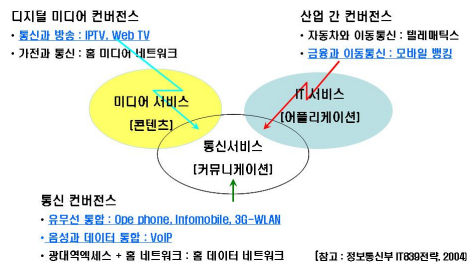 디지털 미디어 컨버전스
• 통신과 방송 : IPTV, Web TV
• 가전과 통신 : 홈 미디어 네트워크
산업 간 컨버전스
• 자동차와 이동통신 : 텔레매틱스
• 금융과 이동통신 : 모바일 뱅킹
미디어 서비스
[콘텐츠]
IT 서비스
[어플리케이션]
통신서비스
[커뮤니케이션]
통신 컨버전스
• 유무선 통합 : Ope phone, Infomobile, 3G-WLAN
• 음성과 데이터 통합 : VoIP
• 광대역엑세스 + 홈 네트워크 : 홈 데이터 네트워크
[참고 : 정보통신부 IT839전략, 2004]